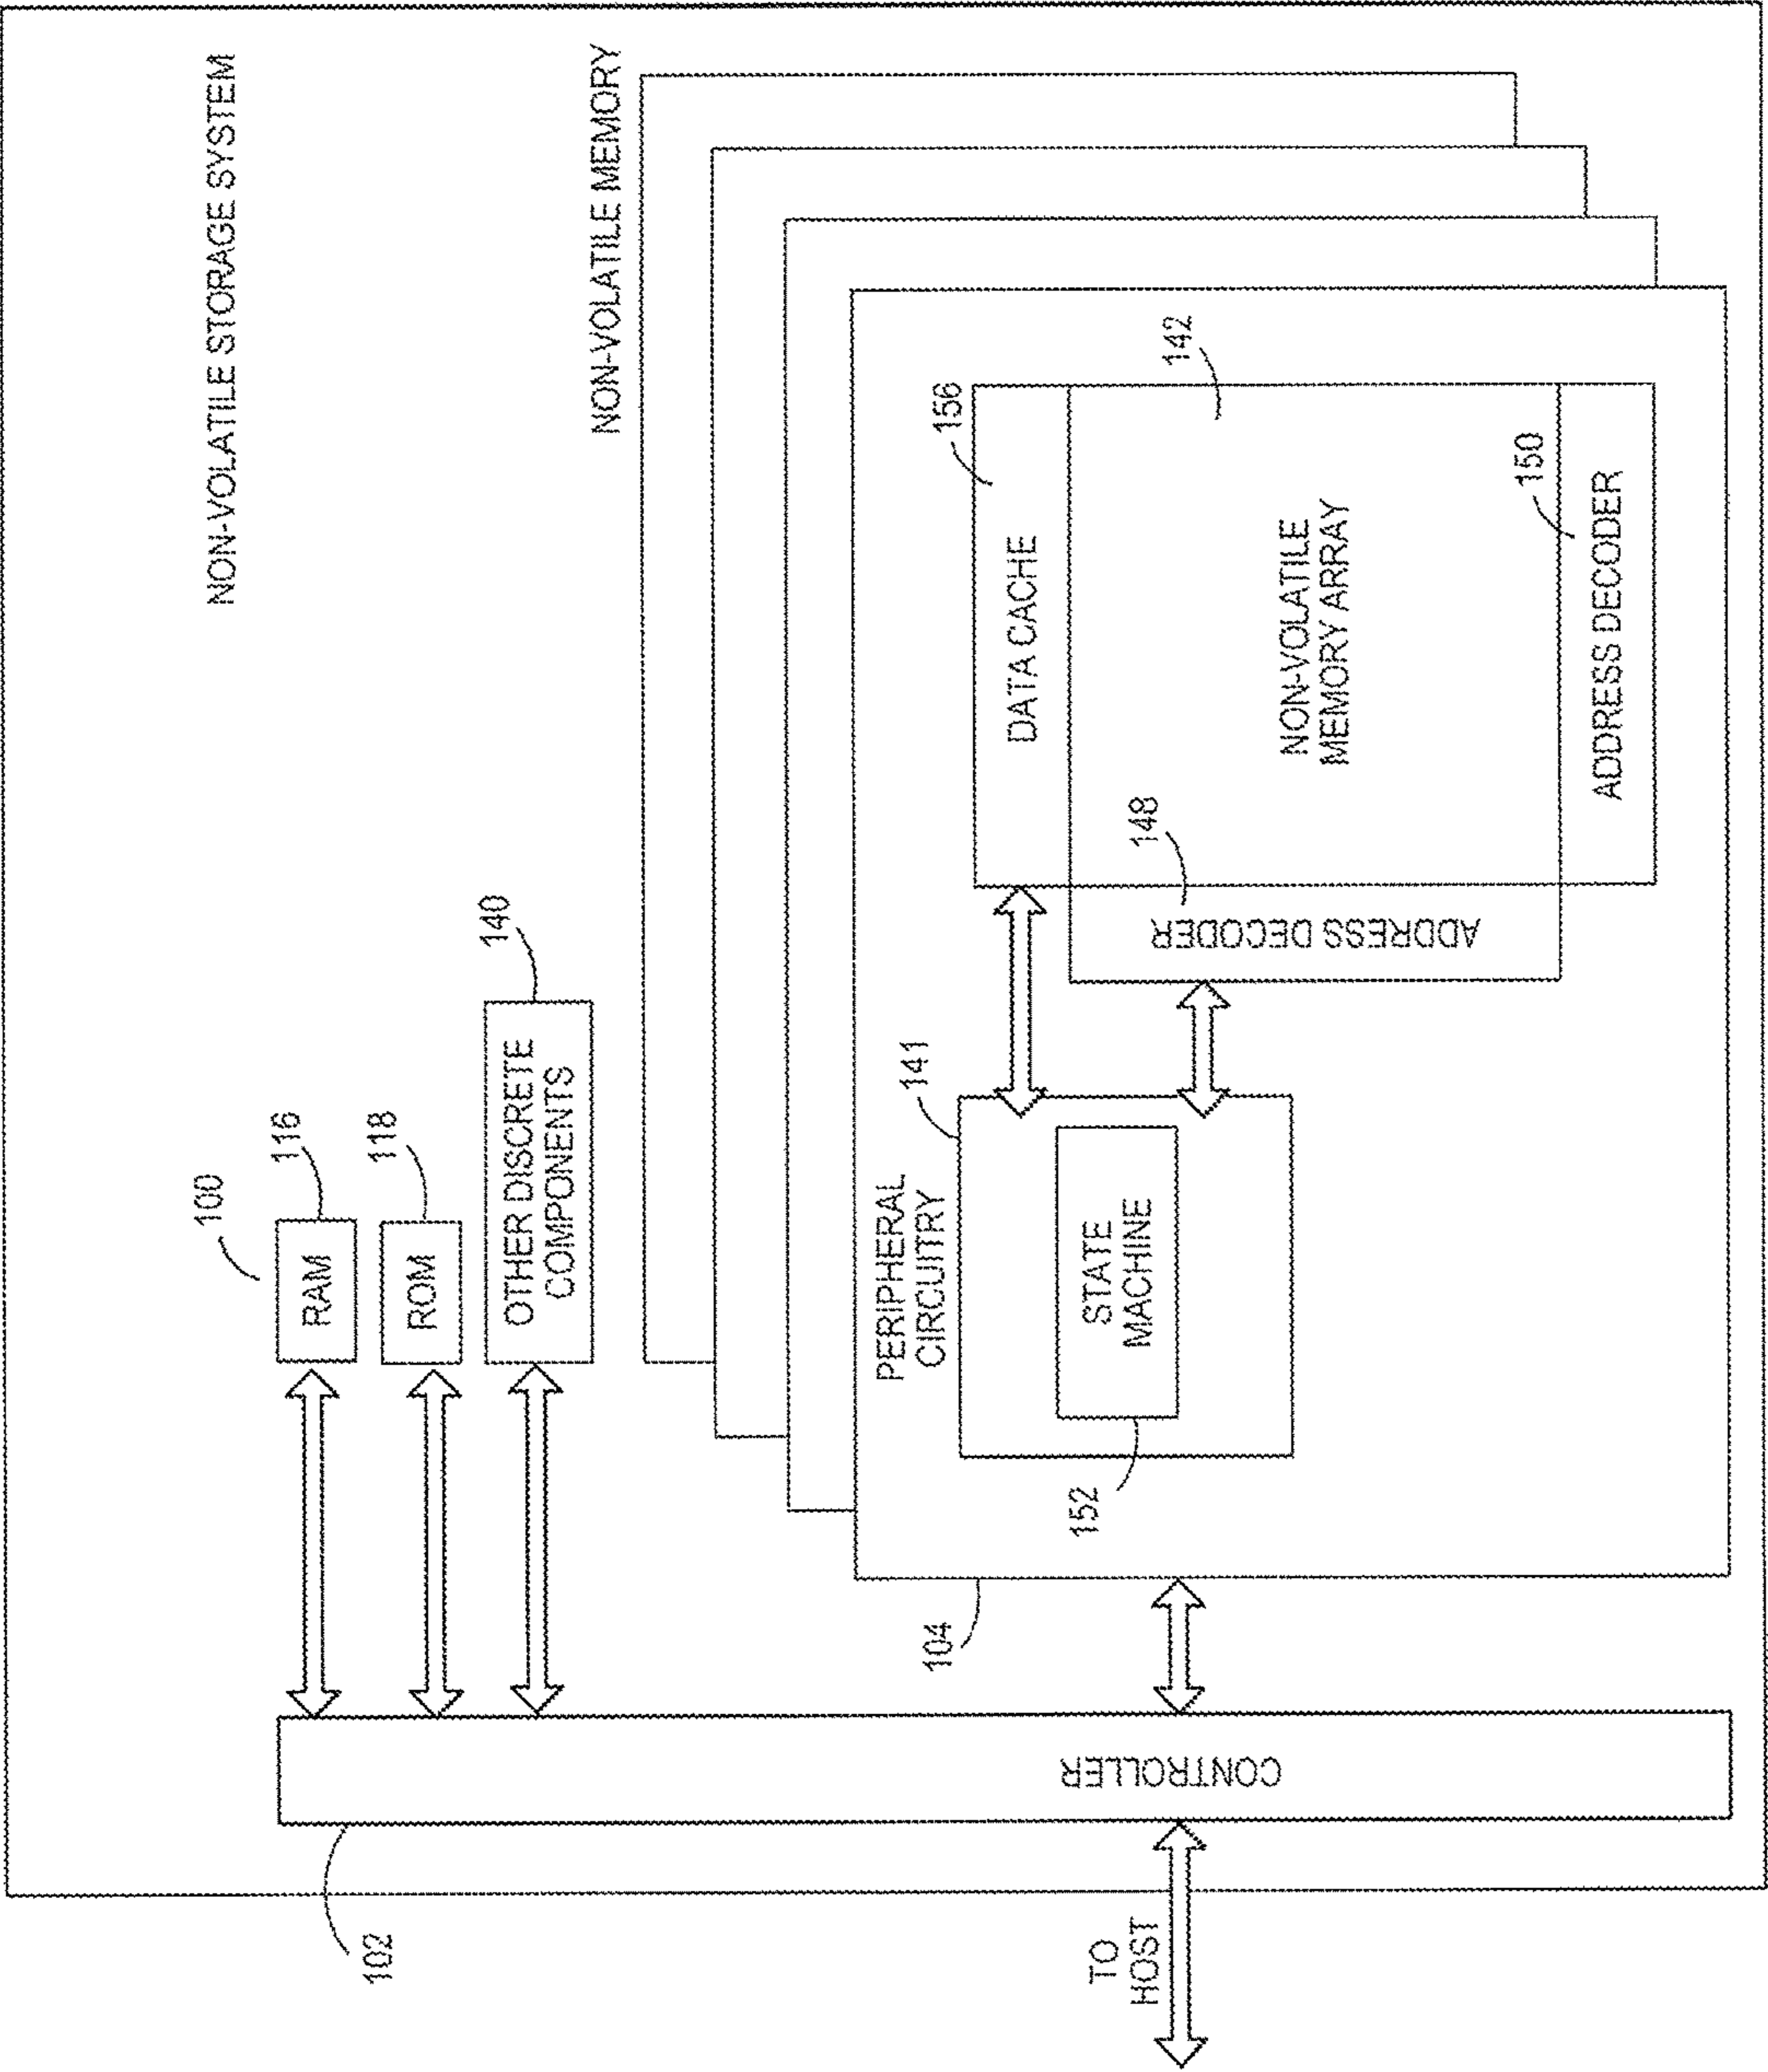 NON-VOLATILE STORAGE SYSTEM
100
RAM
116
ROM
118
OTHER DISCRETE
COMPONENTS
140
NON-VOLATILE MEMORY
102
CONTROLLER
TO
HOST
104
PERIPHERAL
CIRCUITRY
141
STATE
MACHINE
152
DATA CACHE
156
ADDRESS DECODER
148
NON-VOLATILE
MEMORY ARRAY
142
ADDRESS DECODER
150